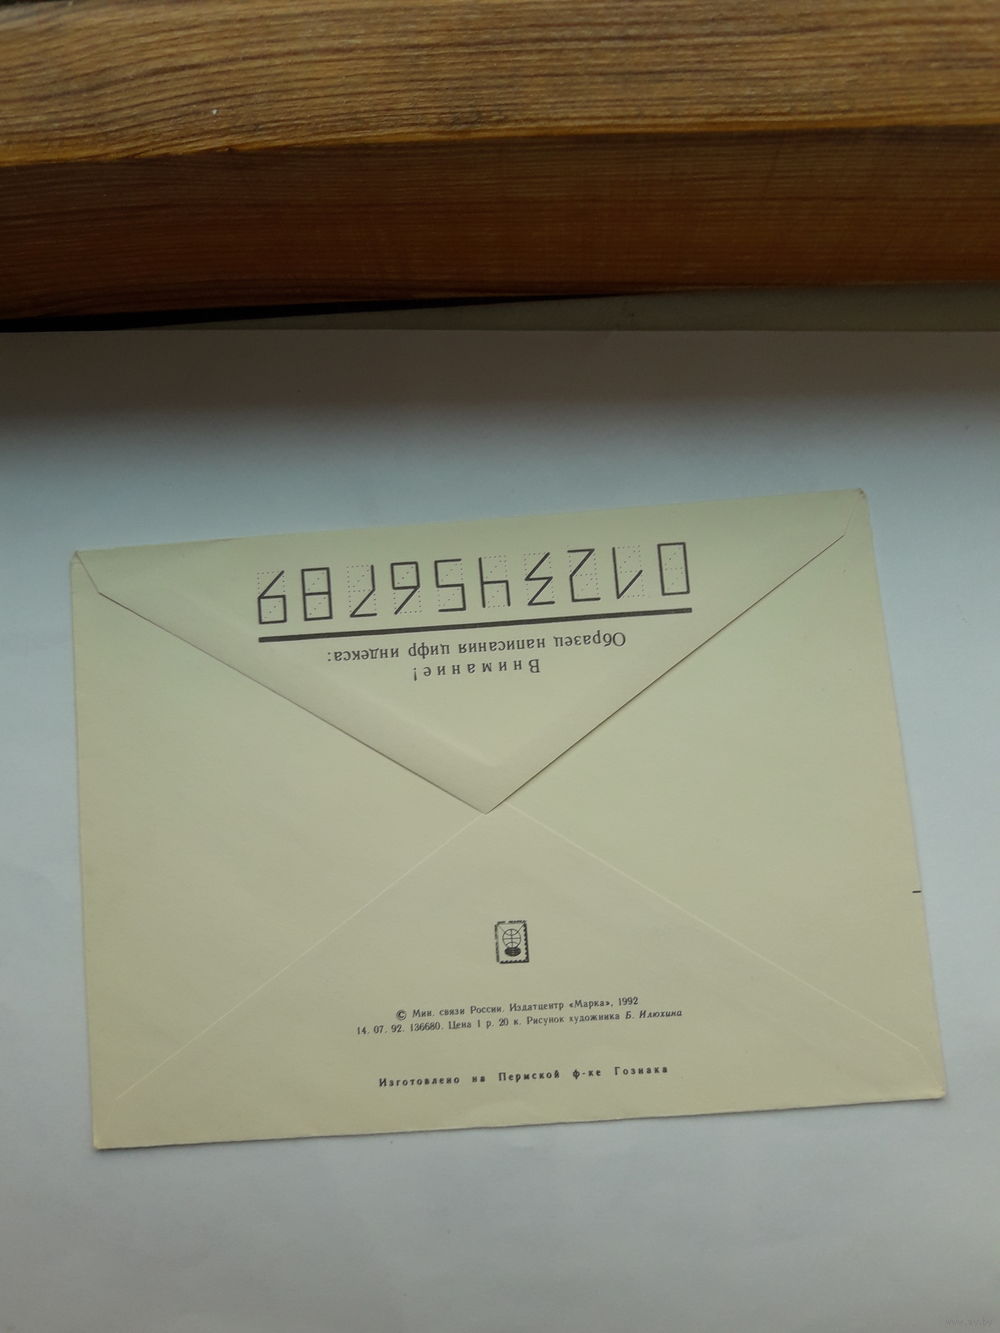 Внимание!
Образец написания цифр индекса:
0123456789
© Мин. связи России. Издатцентр «Марка», 1992
14. 07. 92. 136680. Цена 1 р. 20 к. Рисунок художника Б. Илюхина
Изготовлено на Пермской ф-ке Гознака